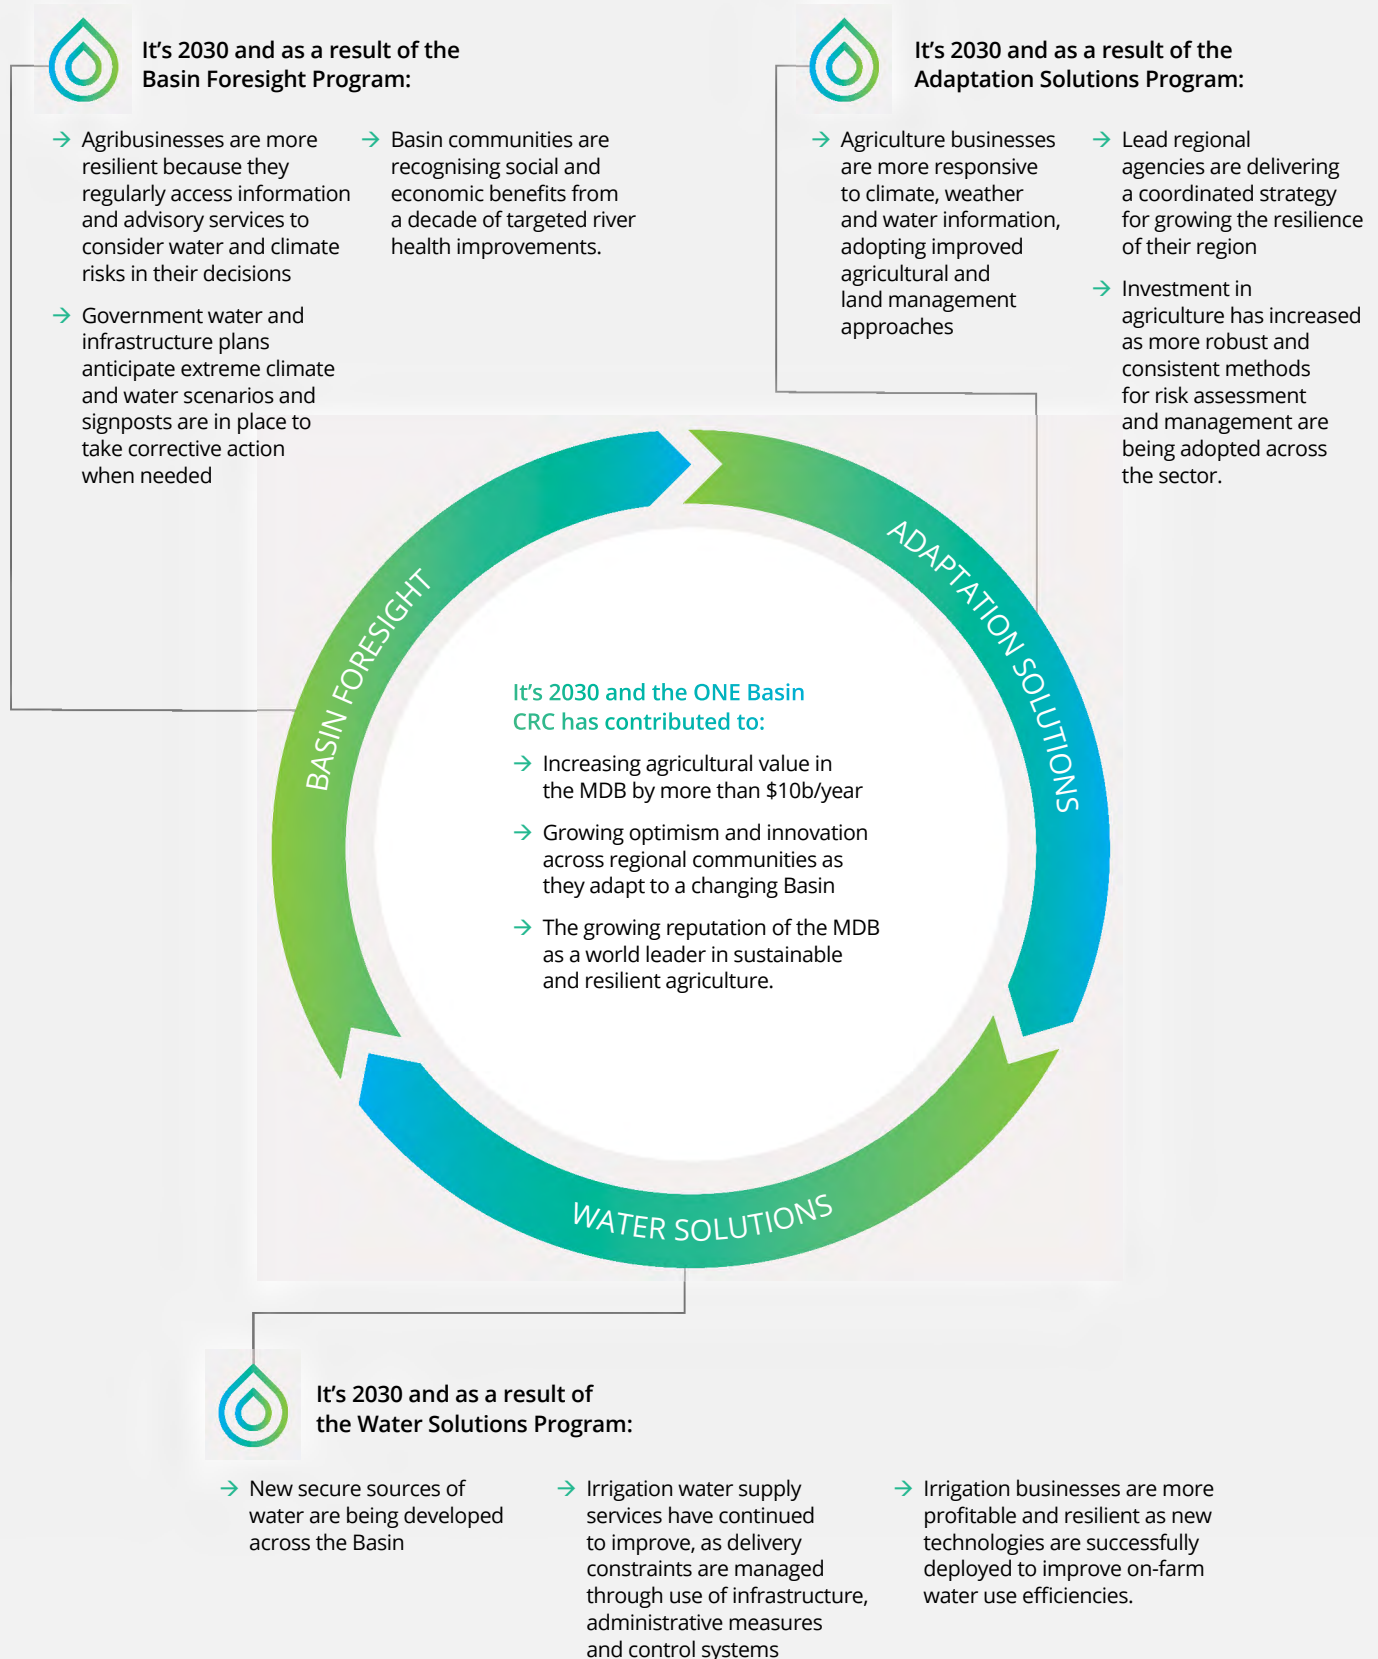 It’s 2030 and as a result of the
Basin Foresight Program:
Agribusinesses are more
resilient because they
regularly access information
and advisory services to
consider water and climate
risks in their decisions
Government water and
infrastructure plans
anticipate extreme climate
and water scenarios and
signposts are in place to
take corrective action
when needed
Basin communities are
recognising social and
economic benefits from
a decade of targeted river
health improvements.
It’s 2030 and as a result of the
Adaptation Solutions Program:
Agriculture businesses
are more responsive
to climate, weather
and water information,
adopting improved
agricultural and
land management
approaches
Lead regional
agencies are delivering
a coordinated strategy
for growing the resilience
of their region
Investment in
agriculture has increased
as more robust and
consistent methods
for risk assessment
and management are
being adopted across
the sector.
BASIN FORESIGHT
ADAPTATION SOLUTIONS
It’s 2030 and the ONE Basin
CRC has contributed to:
Increasing agricultural value in
the MDB by more than $10b/year
Growing optimism and innovation
across regional communities as
they adapt to a changing Basin
The growing reputation of the MDB
as a world leader in sustainable
and resilient agriculture.
WATER SOLUTIONS
It’s 2030 and as a result of
the Water Solutions Program:
New secure sources of
water are being developed
across the Basin
Irrigation water supply
services have continued
to improve, as delivery
constraints are managed
through use of infrastructure,
administrative measures
and control systems
Irrigation businesses are more
profitable and resilient as new
technologies are successfully
deployed to improve on-farm
water use efficiencies.